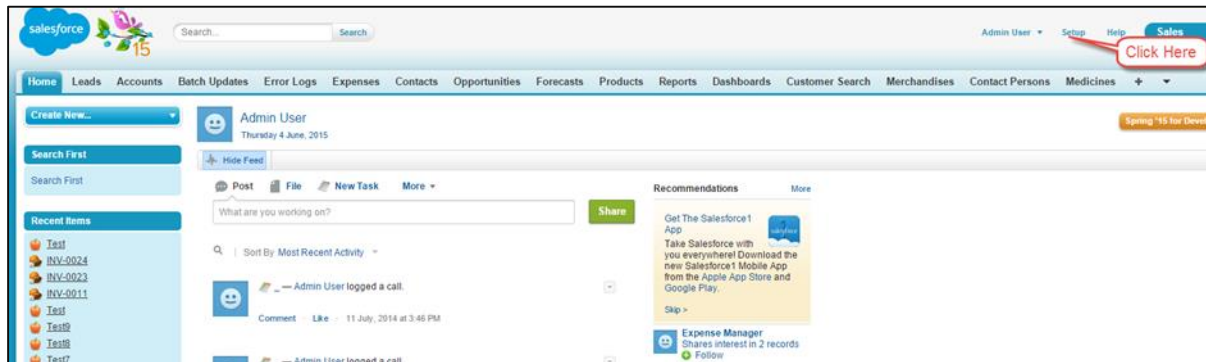 salesforce
15
Search...
Search
Admin User
Setup
Help
Sales
Click Here
Home Leads Accounts Batch Updates Error Logs Expenses Contacts Opportunities Forecasts Products Reports Dashboards Customer Search Merchandises Contact Persons Medicines +
Create New...
Search First
Search First
Recent Items
Test
INV-0024
INV-0023
INV-0011
Test
Test9
Test8
Test7
Admin User
Thursday 4 June, 2015
Spring '15 for Devel
Hide Feed
Post File New Task More
What are you working on?
Share
Sort By Most Recent Activity
_ — Admin User logged a call.
Comment · Like · 11 July, 2014 at 3:46 PM
_ — Admin User logged a call.
Recommendations More
Get The Salesforce1
App
Take Salesforce with
you everywhere! Download the
new Salesforce1 Mobile App
from the Apple App Store and
Google Play.
Skip >
Expense Manager
Shares interest in 2 records
Follow